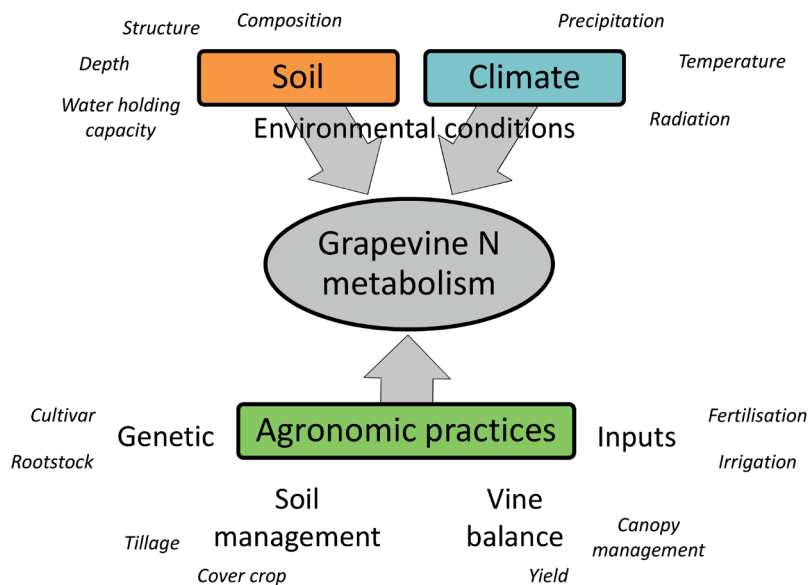 Structure
Composition
Precipitation
Depth
Soil
Climate
Temperature
Water holding
capacity
Environmental conditions
Radiation
Grapevine N
metabolism
Cultivar
Rootstock
Genetic
Agronomic practices
Inputs
Fertilisation
Irrigation
Soil
management
Vine
balance
Tillage
Cover crop
Yield
Canopy
management